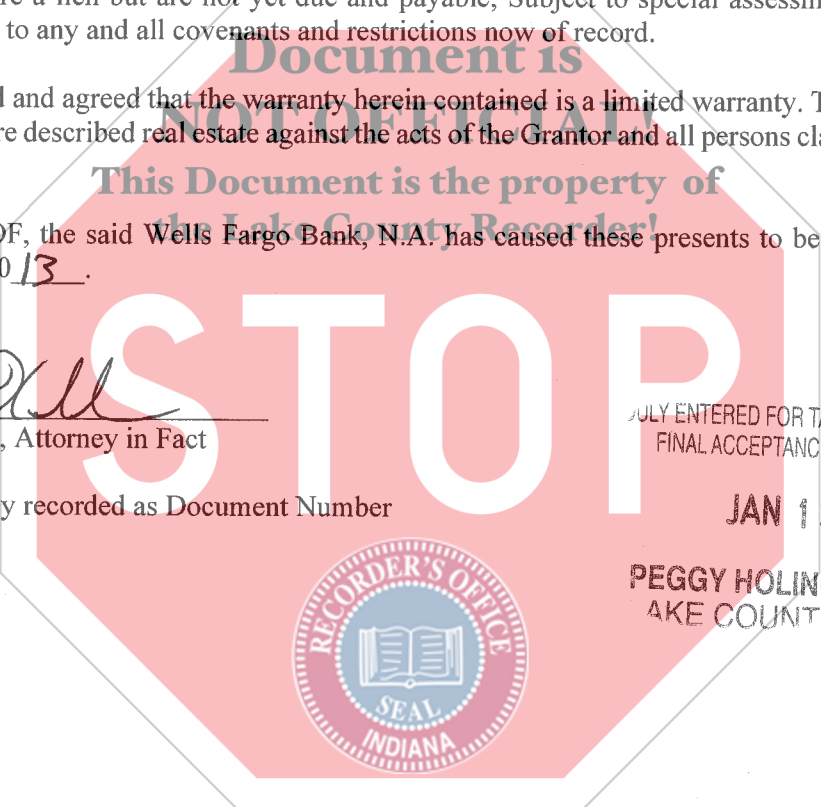 re a lien but are not yet due and payable, Subject to special assessm
to any and all covenants and restrictions now of record.
Document is
l and agreed that the warranty herein contained is a limited warranty. T
NOT OFFICIAL!
re described real estate against the acts of the Grantor and all persons cla
This Document is the property of
the Lake County Recorder!
OF, the said Wells Fargo Bank, N.A. has caused these presents to be
0 13 .
STOP
, Attorney in Fact
ULY ENTERED FOR TA
FINAL ACCEPTANC
y recorded as Document Number
JAN 1
PEGGY HOLIN
AKE COUNT
RECORDER'S OFFICE
SEAL
INDIANA